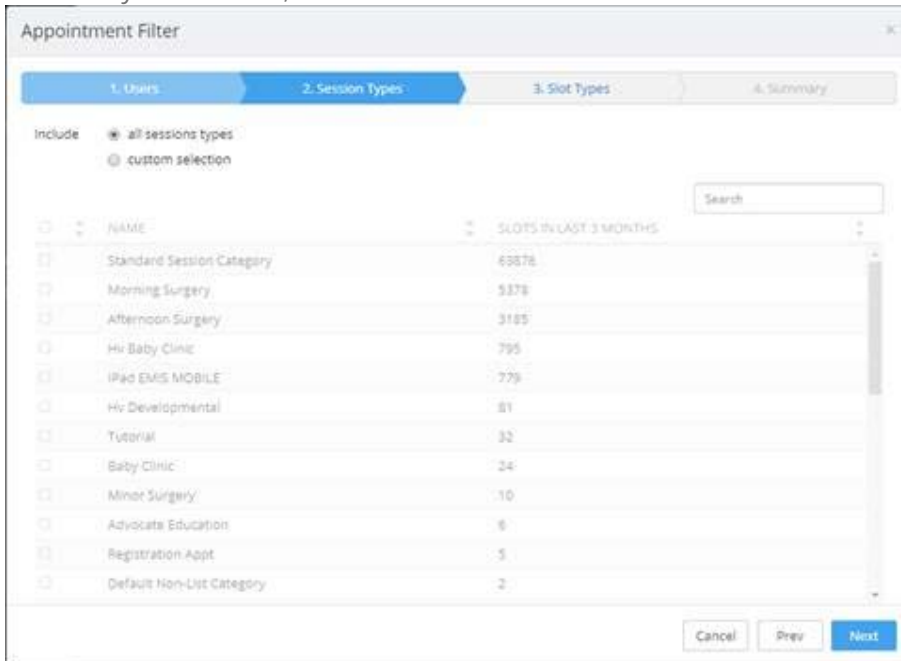 Appointment Filter
1. Users 2. Session Types 3. Slot Types 4. Summary
Include all sessions types
custom selection
Search
NAME SLOTS IN LAST 3 MONTHS
Standard Session Category 63876
Morning Surgery 5378
Afternoon Surgery 3185
Hv Baby Clinic 795
iPad EMIS MOBILE 779
Hv Developmental 81
Tutorial 32
Baby Clinic 24
Minor Surgery 10
Advocate Education 6
Registration Appt 5
Default Non-List Category 2
Cancel Prev Next